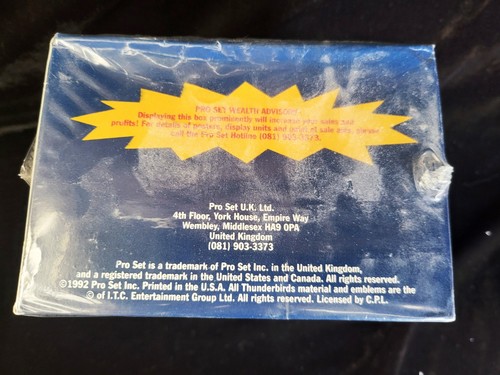 PRO SET WEALTH ADVISORY -
Displaying this box prominently will increase your sales and
profits! For details of posters, display units and point of sale aids, please
call the Pro Set Hotline (081) 903-3373.
Pro Set U.K. Ltd.
4th Floor, York House, Empire Way
Wembley, Middlesex HA9 OPA
United Kingdom
(081) 903-3373
Pro Set is a trademark of Pro Set Inc. in the United Kingdom,
and a registered trademark in the United States and Canada. All rights reserved.
©1992 Pro Set Inc. Printed in the U.S.A. All Thunderbirds material and emblems are the
© of I.T.C. Entertainment Group Ltd. All rights reserved. Licensed by C.P.L.